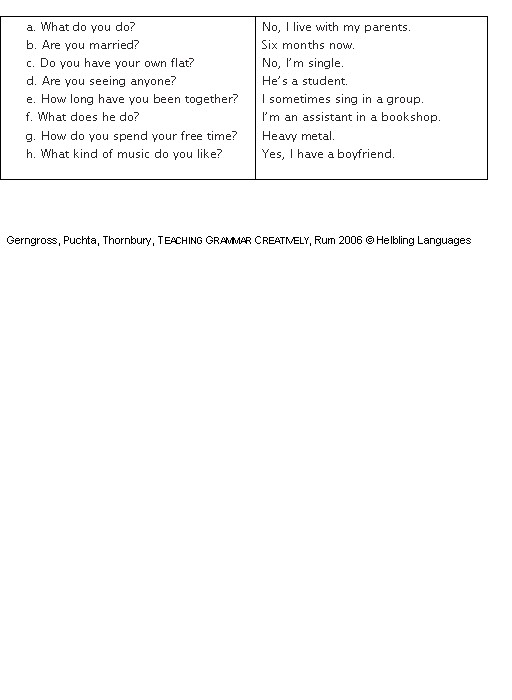 a. What do you do? No, I live with my parents.
b. Are you married? Six months now.
c. Do you have your own flat? No, I'm single.
d. Are you seeing anyone? He's a student.
e. How long have you been together? I sometimes sing in a group.
f. What does he do? I'm an assistant in a bookshop.
g. How do you spend your free time? Heavy metal.
h. What kind of music do you like? Yes, I have a boyfriend.
Gerngross, Puchta, Thornbury, TEACHING GRAMMAR CREATIVELY, Rum 2006 © Helbling Languages